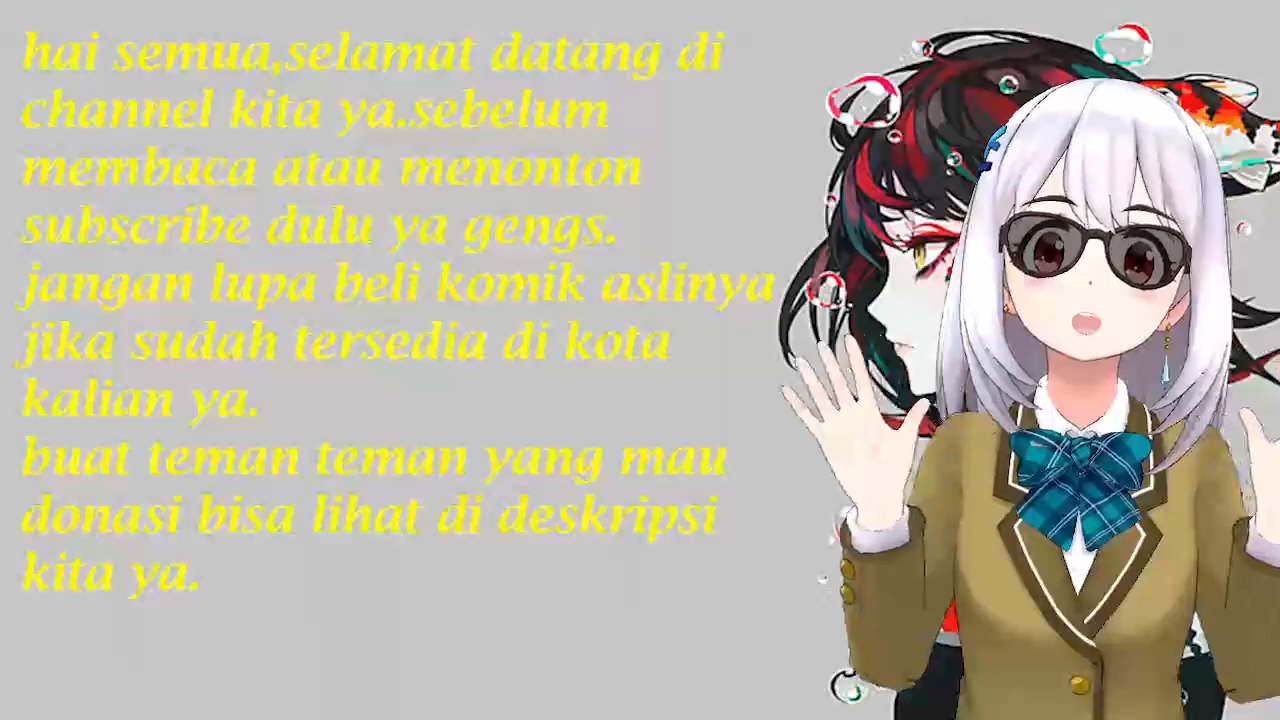 hai semua,selamat datang di
channel kita ya.sebelum
membaca atau menonton
subscribe dulu ya gengs.
jangan lupa beli komik aslinya
jika sudah tersedia di kota
kalian ya.
buat teman teman yang mau
donasi bisa lihat di deskripsi
kita ya.